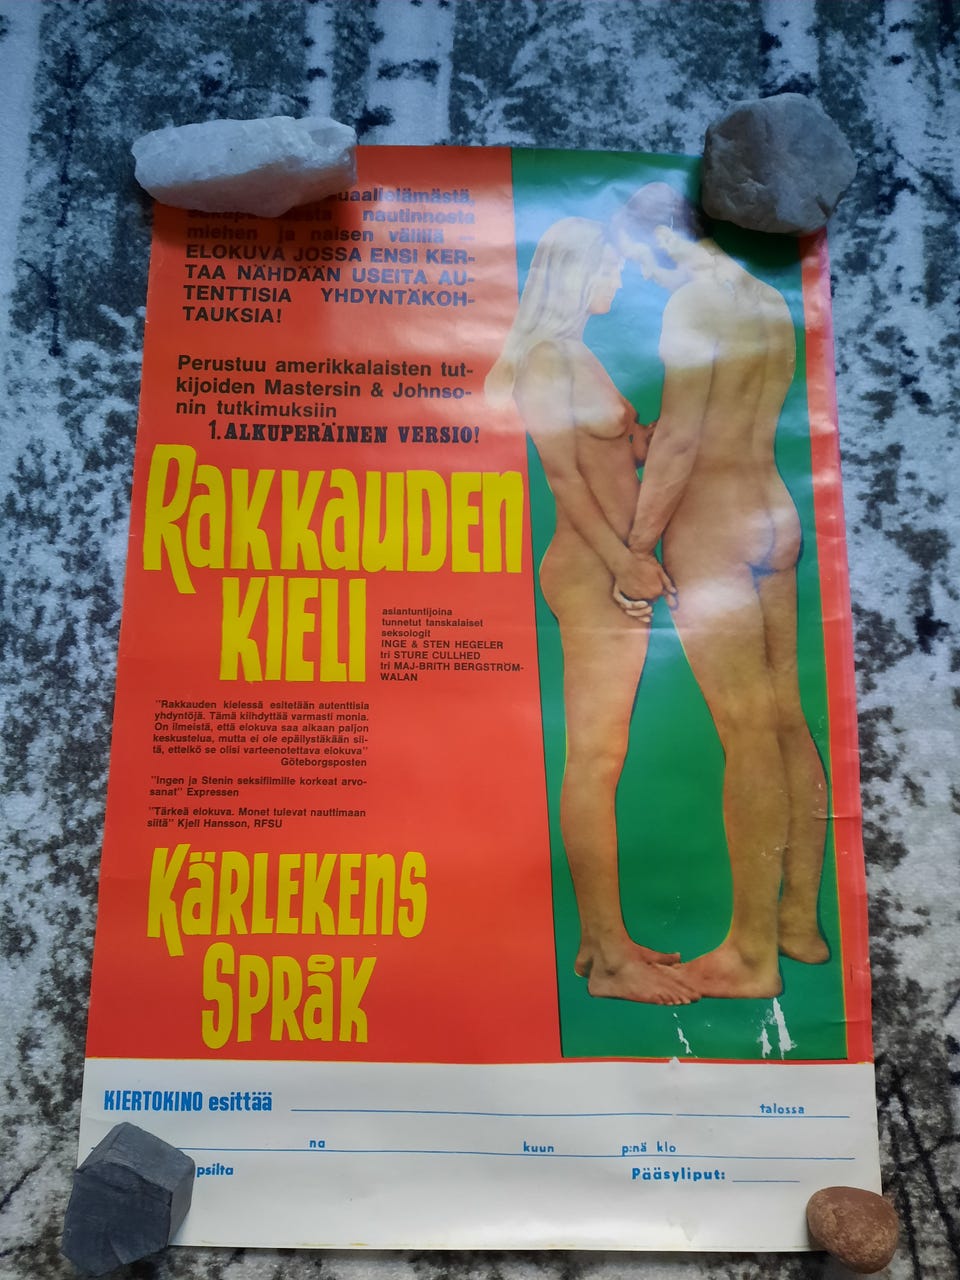 uaalielämästä,
nautinnosta
miehen ja naisen välillä —
ELOKUVA JOSSA ENSI KER-
TAA NÄHDÄÄN USEITA AU-
TENTTISIA YHDYNTÄKOH-
TAUKSIA!
Perustuu amerikkalaisten tut-
kijoiden Mastersin & Johnso-
nin tutkimuksiin
1. ALKUPERÄINEN VERSIO!
RAKKAUDEN
KIELI
asiantuntijoina
tunnetut tanskalaiset
seksologit
INGE & STEN HEGELER
tri STURE CULLHED
tri MAJ-BRITH BERGSTRÖM-
WALAN
"Rakkauden kielessä esitetään autenttisia
yhdyntöjä. Tämä kiihdyttää varmasti monia.
On ilmeistä, että elokuva saa aikaan paljon
keskustelua, mutta ei ole epäilystäkään sii-
tä, etteikö se olisi varteenotettava elokuva"
Göteborgsposten
"Ingen ja Stenin seksifilmille korkeat arvo-
sanat" Expressen
"Tärkeä elokuva. Monet tulevat nauttimaan
siitä" Kjell Hansson, RFSU
KÄRLEKENS
SPRÅK
KIERTOKINO esittää talossa
na kuun p:nä klo
psilta Pääsyliput: